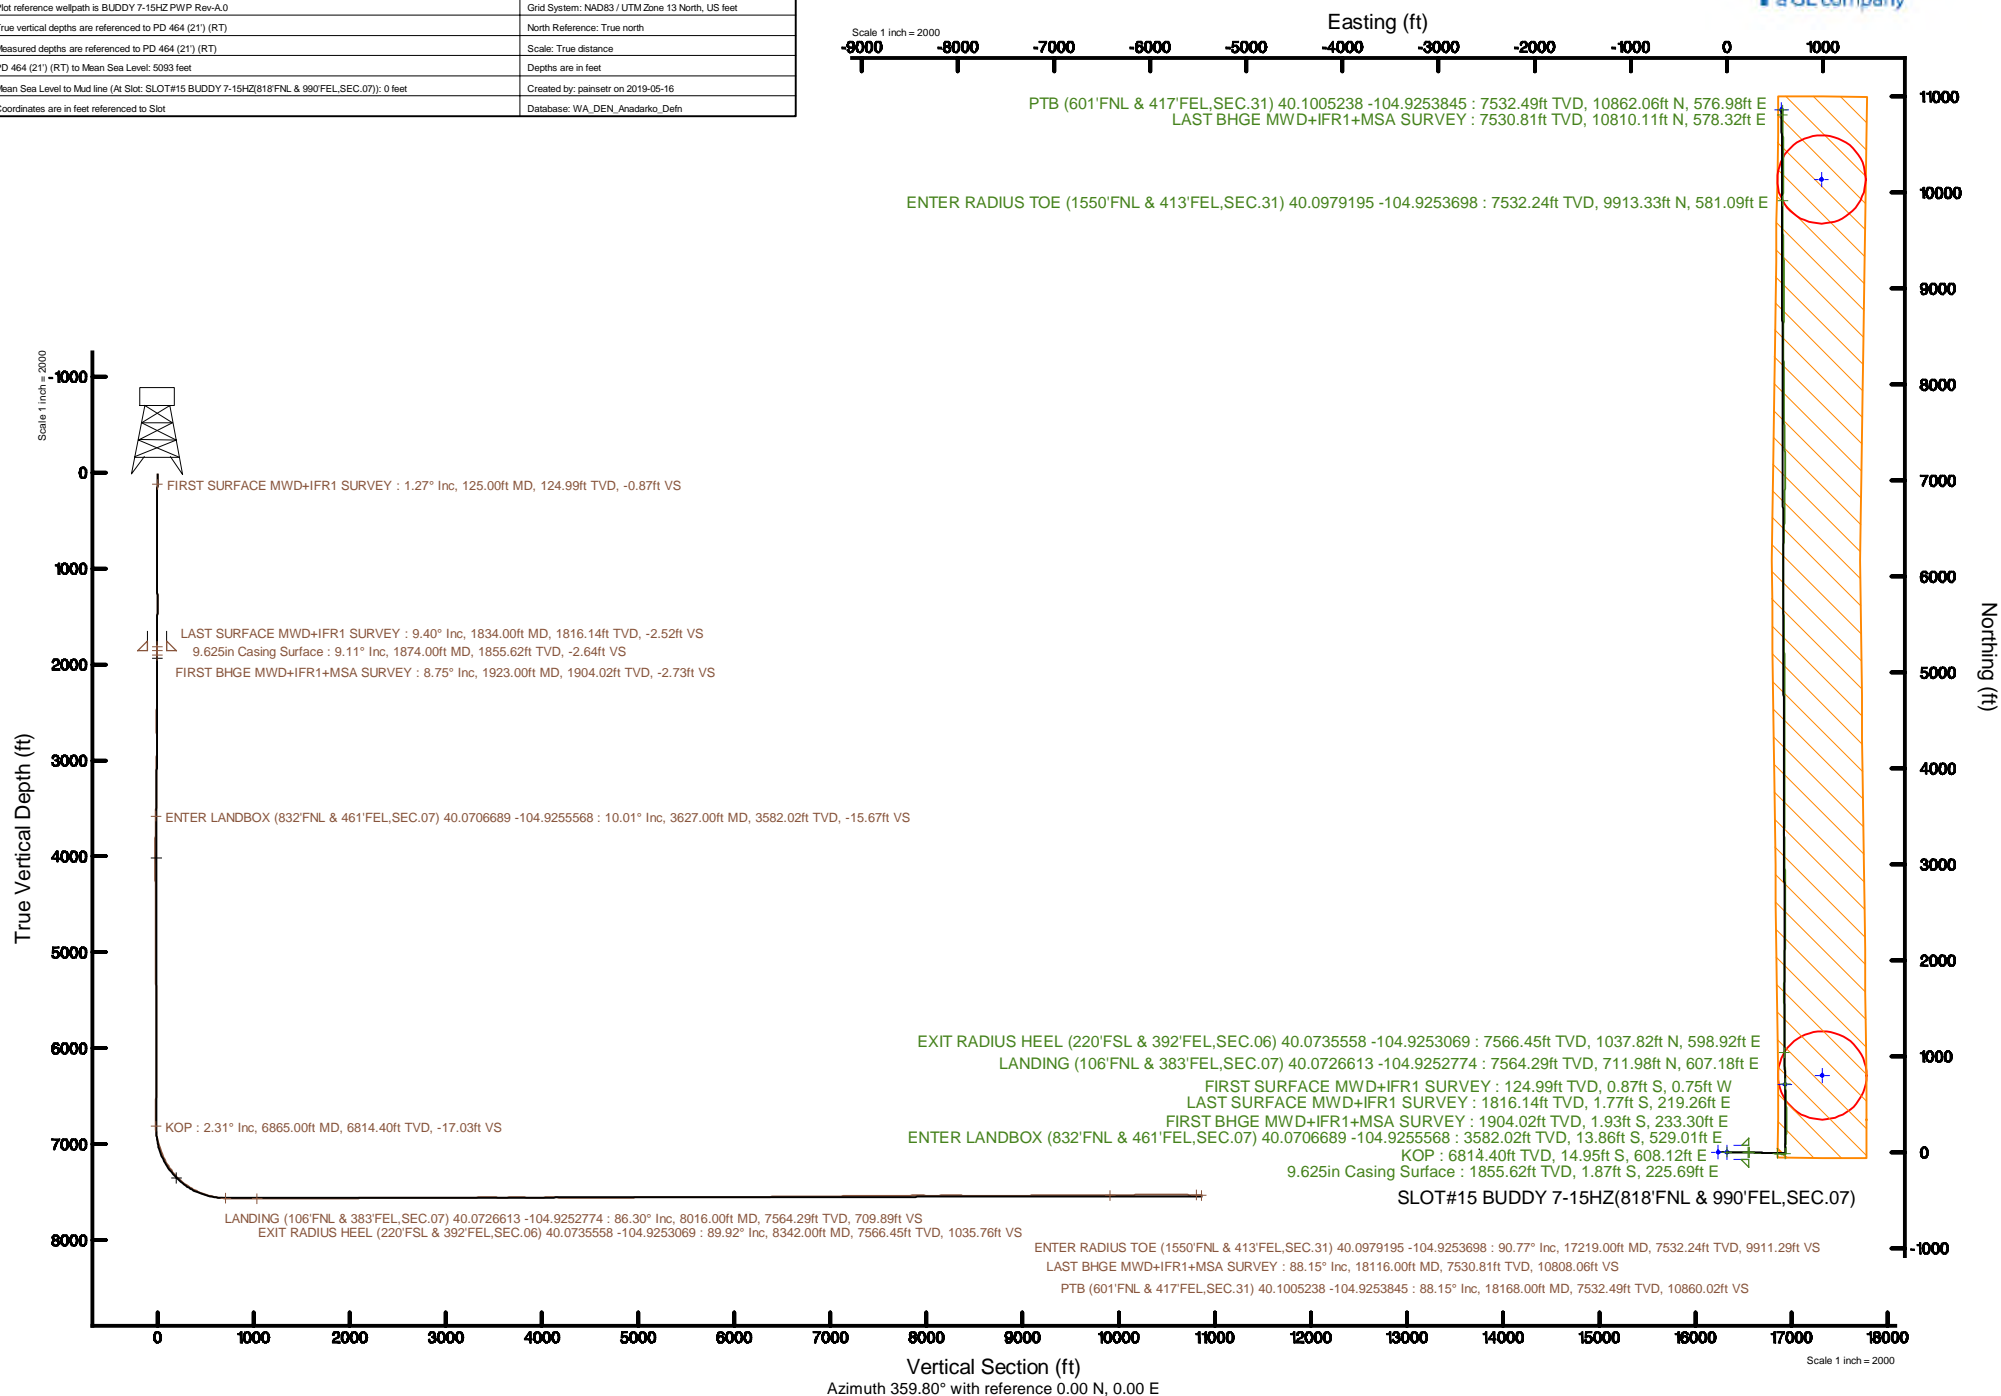 Plot reference wellpath is BUDDY 7-15HZ PWP Rev-A.0
Grid System: NAD83 / UTM Zone 13 North, US feet
True vertical depths are referenced to PD 464 (21') (RT)
North Reference: True north
Measured depths are referenced to PD 464 (21') (RT)
Scale: True distance
PD 464 (21') (RT) to Mean Sea Level: 5093 feet
Depths are in feet
Mean Sea Level to Mud line (At Slot: SLOT#15 BUDDY 7-15HZ(818'FNL & 990'FEL,SEC.07)): 0 feet
Created by: painsetr on 2019-05-16
Coordinates are in feet referenced to Slot
Database: WA_DEN_Anadarko_Defn
a GE company
Easting (ft)
Scale 1 inch = 2000
-9000 -8000 -7000 -6000 -5000 -4000 -3000 -2000 -1000 0 1000
PTB (601'FNL & 417'FEL,SEC.31) 40.1005238 -104.9253845 : 7532.49ft TVD, 10862.06ft N, 576.98ft E
LAST BHGE MWD+IFR1+MSA SURVEY : 7530.81ft TVD, 10810.11ft N, 578.32ft E
ENTER RADIUS TOE (1550'FNL & 413'FEL,SEC.31) 40.0979195 -104.9253698 : 7532.24ft TVD, 9913.33ft N, 581.09ft E
EXIT RADIUS HEEL (220'FSL & 392'FEL,SEC.06) 40.0735558 -104.9253069 : 7566.45ft TVD, 1037.82ft N, 598.92ft E
LANDING (106'FNL & 383'FEL,SEC.07) 40.0726613 -104.9252774 : 7564.29ft TVD, 711.98ft N, 607.18ft E
FIRST SURFACE MWD+IFR1 SURVEY : 124.99ft TVD, 0.87ft S, 0.75ft W
LAST SURFACE MWD+IFR1 SURVEY : 1816.14ft TVD, 1.77ft S, 219.26ft E
FIRST BHGE MWD+IFR1+MSA SURVEY : 1904.02ft TVD, 1.93ft S, 233.30ft E
ENTER LANDBOX (832'FNL & 461'FEL,SEC.07) 40.0706689 -104.9255568 : 3582.02ft TVD, 13.86ft S, 529.01ft E
KOP : 6814.40ft TVD, 14.95ft S, 608.12ft E
9.625in Casing Surface : 1855.62ft TVD, 1.87ft S, 225.69ft E
SLOT#15 BUDDY 7-15HZ(818'FNL & 990'FEL,SEC.07)
11000
10000
9000
8000
7000
6000
5000
4000
3000
2000
1000
0
-1000
Northing (ft)
Scale 1 inch = 2000
True Vertical Depth (ft)
-1000
0
1000
2000
3000
4000
5000
6000
7000
8000
FIRST SURFACE MWD+IFR1 SURVEY : 1.27° Inc, 125.00ft MD, 124.99ft TVD, -0.87ft VS
LAST SURFACE MWD+IFR1 SURVEY : 9.40° Inc, 1834.00ft MD, 1816.14ft TVD, -2.52ft VS
9.625in Casing Surface : 9.11° Inc, 1874.00ft MD, 1855.62ft TVD, -2.64ft VS
FIRST BHGE MWD+IFR1+MSA SURVEY : 8.75° Inc, 1923.00ft MD, 1904.02ft TVD, -2.73ft VS
ENTER LANDBOX (832'FNL & 461'FEL,SEC.07) 40.0706689 -104.9255568 : 10.01° Inc, 3627.00ft MD, 3582.02ft TVD, -15.67ft VS
KOP : 2.31° Inc, 6865.00ft MD, 6814.40ft TVD, -17.03ft VS
LANDING (106'FNL & 383'FEL,SEC.07) 40.0726613 -104.9252774 : 86.30° Inc, 8016.00ft MD, 7564.29ft TVD, 709.89ft VS
EXIT RADIUS HEEL (220'FSL & 392'FEL,SEC.06) 40.0735558 -104.9253069 : 89.92° Inc, 8342.00ft MD, 7566.45ft TVD, 1035.76ft VS
ENTER RADIUS TOE (1550'FNL & 413'FEL,SEC.31) 40.0979195 -104.9253698 : 90.77° Inc, 17219.00ft MD, 7532.24ft TVD, 9911.29ft VS
LAST BHGE MWD+IFR1+MSA SURVEY : 88.15° Inc, 18116.00ft MD, 7530.81ft TVD, 10808.06ft VS
PTB (601'FNL & 417'FEL,SEC.31) 40.1005238 -104.9253845 : 88.15° Inc, 18168.00ft MD, 7532.49ft TVD, 10860.02ft VS
0 1000 2000 3000 4000 5000 6000 7000 8000 9000 10000 11000 12000 13000 14000 15000 16000 17000 18000
Vertical Section (ft)
Scale 1 inch = 2000
Azimuth 359.80° with reference 0.00 N, 0.00 E